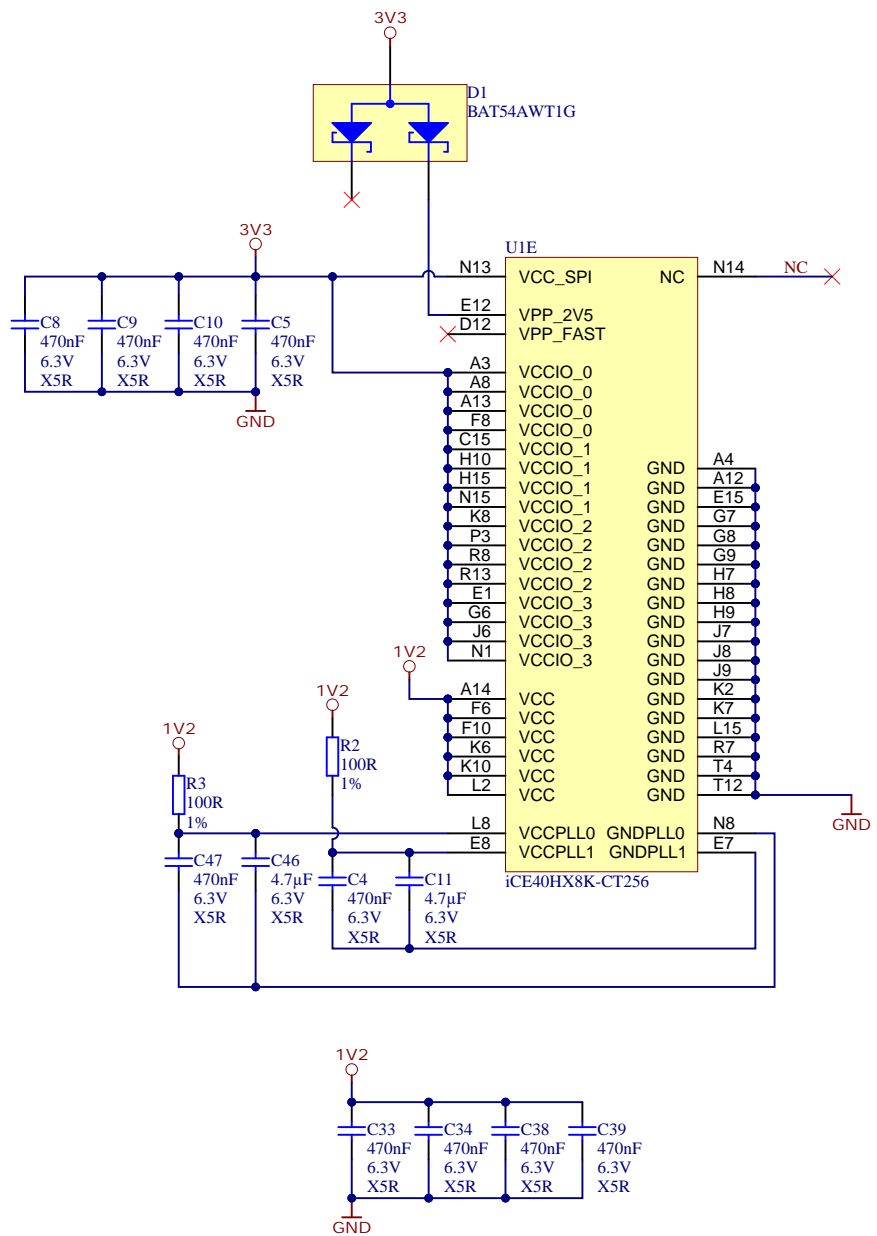 3V3
D1
BAT54AWT1G
3V3
C8
470nF
6.3V
X5R
C9
470nF
6.3V
X5R
C10
470nF
6.3V
X5R
C5
470nF
6.3V
X5R
GND
U1E
N13 VCC_SPI NC N14 NC
E12 VPP_2V5
D12 VPP_FAST
A3 VCCIO_0
A8 VCCIO_0
A13 VCCIO_0
F8 VCCIO_0
C15 VCCIO_1
H10 VCCIO_1 GND A4
H15 VCCIO_1 GND A12
N15 VCCIO_1 GND E15
K8 VCCIO_2 GND G7
P3 VCCIO_2 GND G8
R8 VCCIO_2 GND G9
R13 VCCIO_2 GND H7
E1 VCCIO_3 GND H8
G6 VCCIO_3 GND H9
J6 VCCIO_3 GND J7
N1 VCCIO_3 GND J8
GND J9
1V2
A14 VCC GND K2
F6 VCC GND K7
F10 VCC GND L15
K6 VCC GND R7
K10 VCC GND T4
L2 VCC GND T12
GND
L8 VCCPLL0 GNDPLL0 N8
E8 VCCPLL1 GNDPLL1 E7
iCE40HX8K-CT256
1V2
R2
100R
1%
1V2
R3
100R
1%
C47
470nF
6.3V
X5R
C46
4.7µF
6.3V
X5R
C4
470nF
6.3V
X5R
C11
4.7µF
6.3V
X5R
1V2
C33
470nF
6.3V
X5R
C34
470nF
6.3V
X5R
C38
470nF
6.3V
X5R
C39
470nF
6.3V
X5R
GND